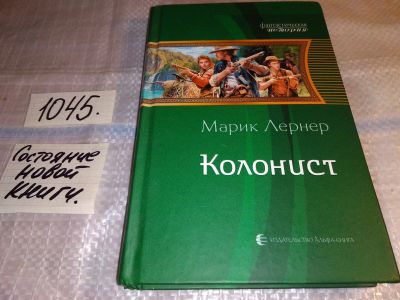 1045.
Состояние
новой
книги.
Фантастическая
история
Марик Лернер
Колонист
ИЗДАТЕЛЬСТВО АЛЬФА-КНИГА